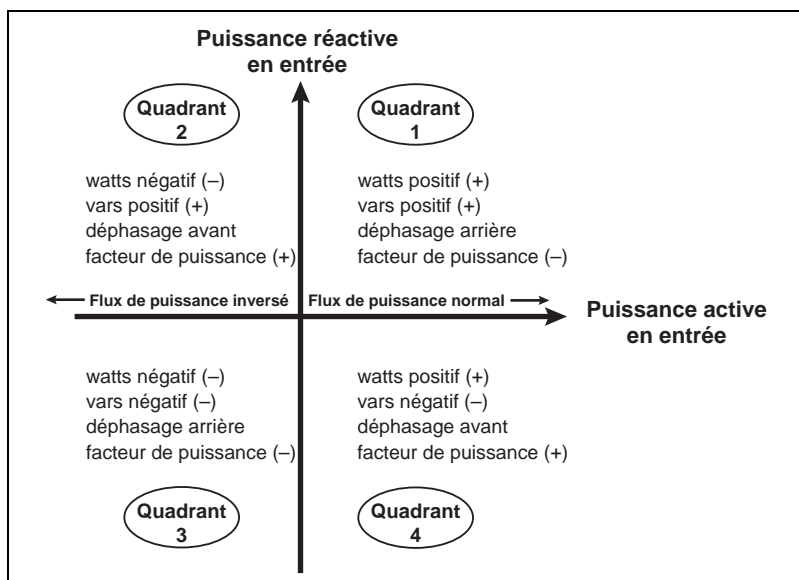 Puissance réactive
en entrée
Quadrant
2
Quadrant
1
watts négatif (–)
vars positif (+)
déphasage avant
facteur de puissance (+)
watts positif (+)
vars positif (+)
déphasage arrière
facteur de puissance (–)
Flux de puissance inversé
Flux de puissance normal
Puissance active
en entrée
watts négatif (–)
vars négatif (–)
déphasage arrière
facteur de puissance (–)
watts positif (+)
vars négatif (–)
déphasage avant
facteur de puissance (+)
Quadrant
3
Quadrant
4